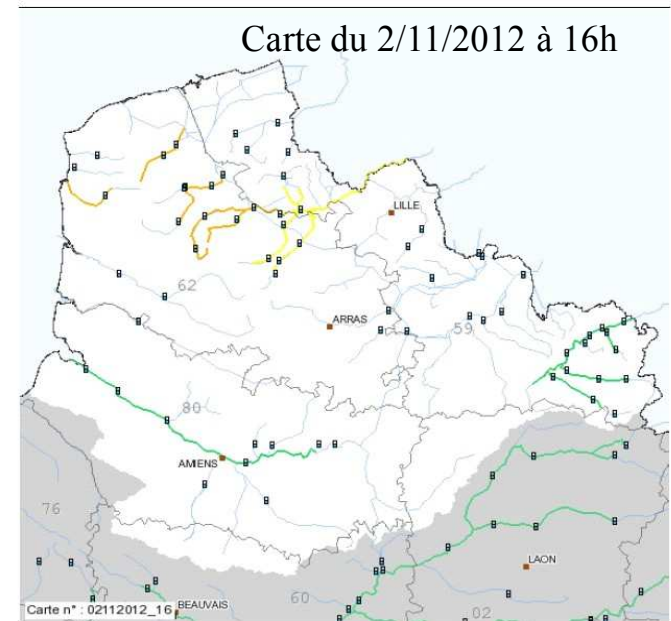 Carte du 2/11/2012 à 16h
LILLE
62
ARRAS
59
80
AMIENS
76
LAON
Carte n° : 02112012_16
BEAUVAIS
60
02